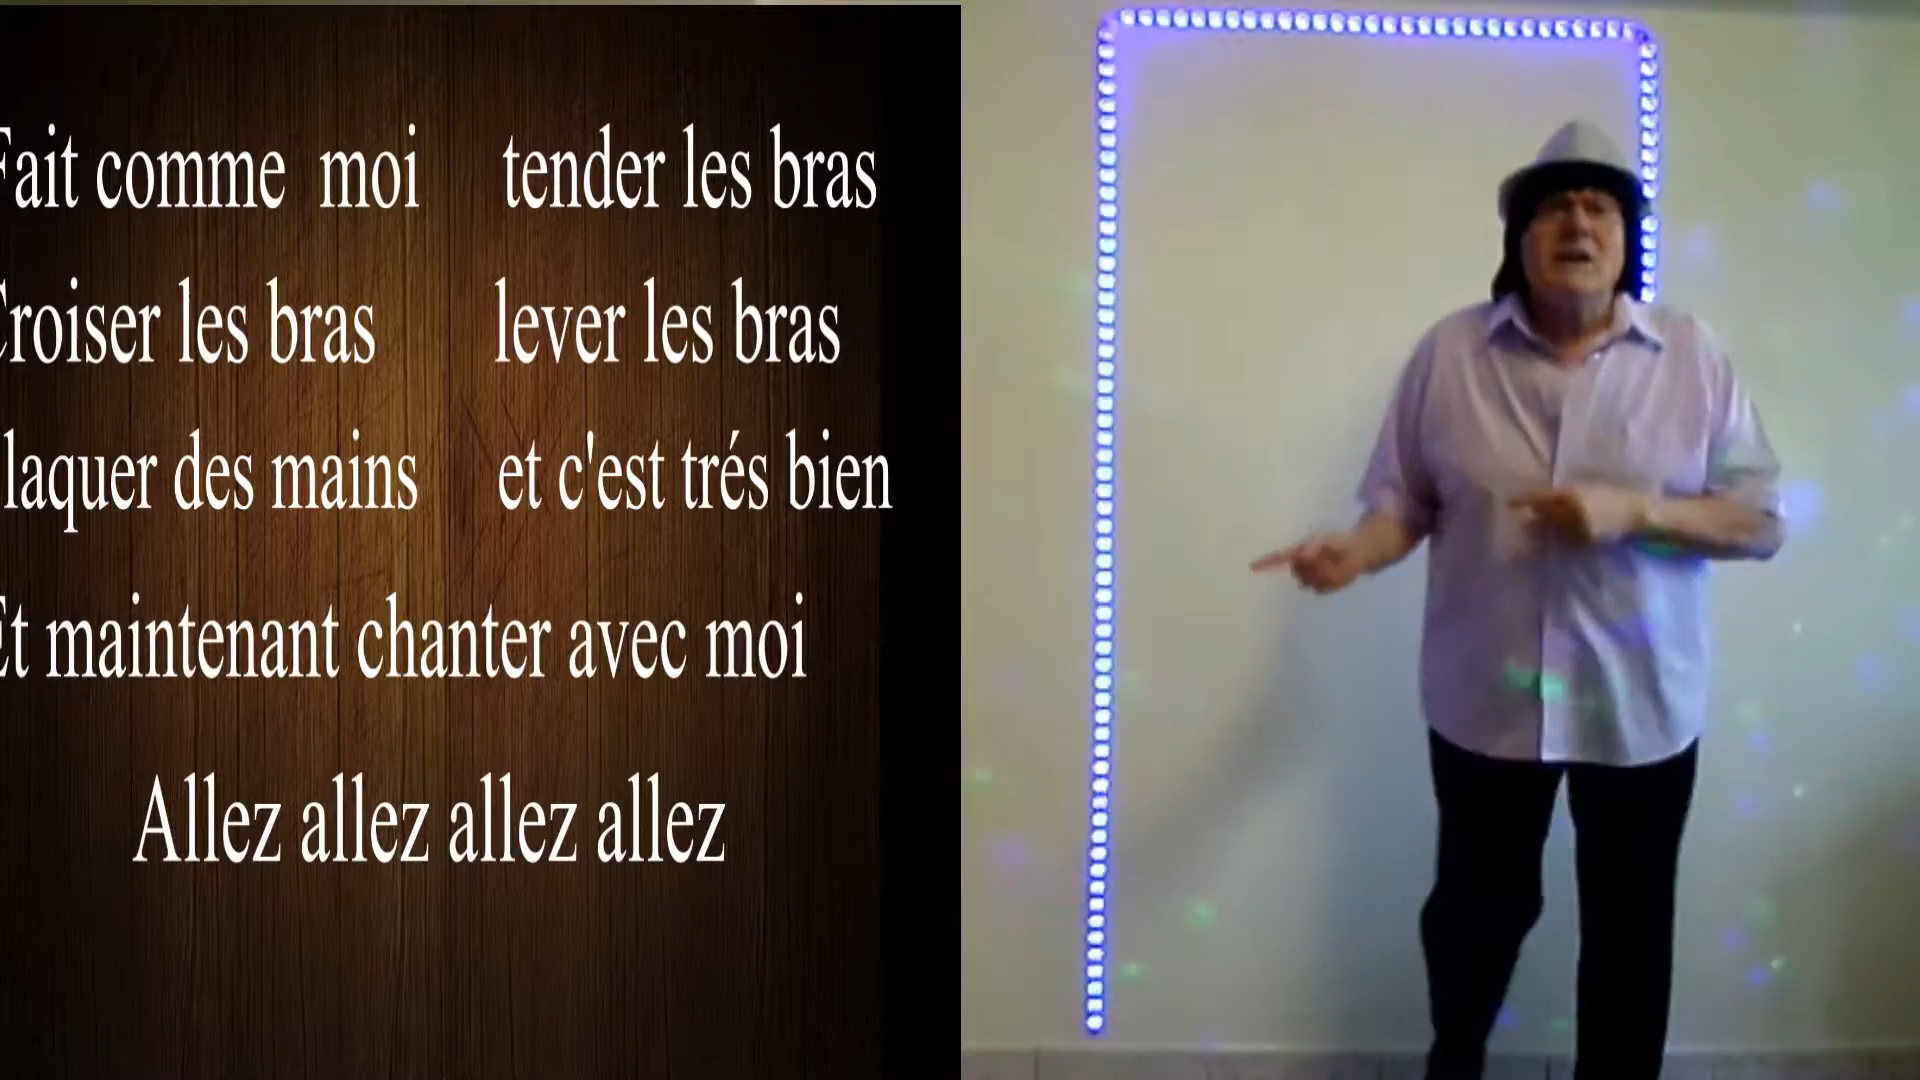 Fait comme moi tender les bras
Croiser les bras lever les bras
laquer des mains et c'est trés bien
Et maintenant chanter avec moi
Allez allez allez allez